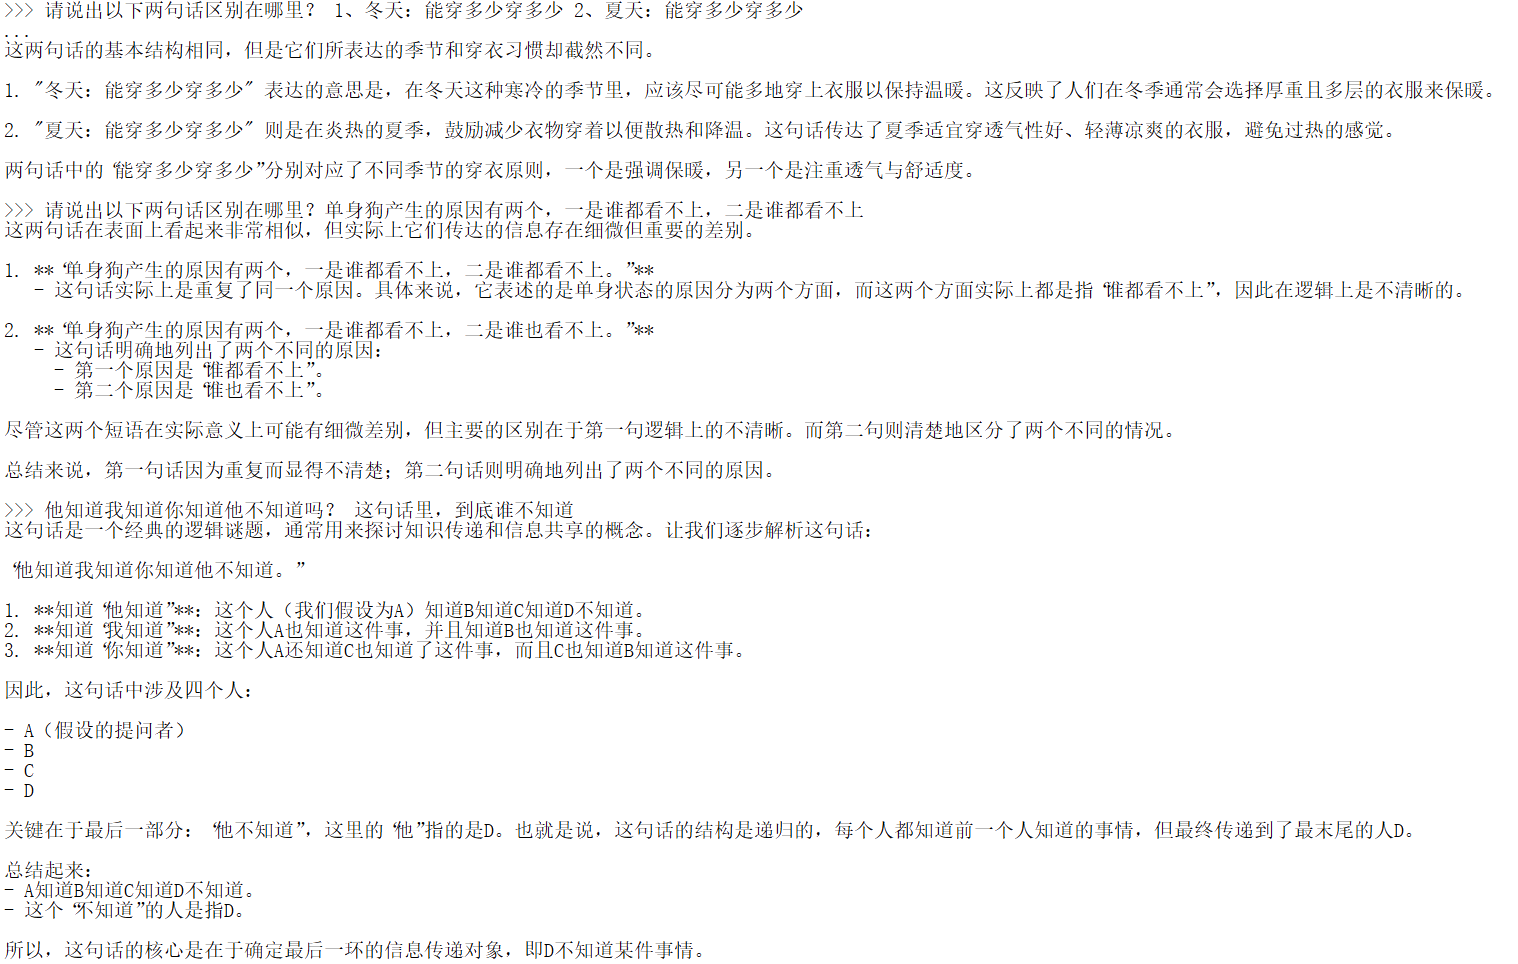 >>> 请说出以下两句话区别在哪里？ 1、冬天：能穿多少穿多少 2、夏天：能穿多少穿多少
...
这两句话的基本结构相同，但是它们所表达的季节和穿衣习惯却截然不同。
1. "冬天：能穿多少穿多少" 表达的意思是，在冬天这种寒冷的季节里，应该尽可能多地穿上衣服以保持温暖。这反映了人们在冬季通常会选择厚重且多层的衣服来保暖。
2. "夏天：能穿多少穿多少" 则是在炎热的夏季，鼓励减少衣物穿着以便散热和降温。这句话传达了夏季适宜穿透气性好、轻薄凉爽的衣服，避免过热的感觉。
两句话中的“能穿多少穿多少”分别对应了不同季节的穿衣原则，一个是强调保暖，另一个是注重透气与舒适度。
>>> 请说出以下两句话区别在哪里？单身狗产生的原因有两个，一是谁都看不上，二是谁都看不上
这两句话在表面上看起来非常相似，但实际上它们传达的信息存在细微但重要的差别。
1. **“单身狗产生的原因有两个，一是谁都看不上，二是谁都看不上。”**
- 这句话实际上是重复了同一个原因。具体来说，它表述的是单身状态的原因分为两个方面，而这两个方面实际上都是指“谁都看不上”，因此在逻辑上是不清晰的。
2. **“单身狗产生的原因有两个，一是谁都看不上，二是谁也看不上。”**
- 这句话明确地列出了两个不同的原因：
- 第一个原因是“谁都看不上”。
- 第二个原因是“谁也看不上”。
尽管这两个短语在实际意义上可能有细微差别，但主要的区别在于第一句逻辑上的不清晰。而第二句则清楚地区分了两个不同的情况。
总结来说，第一句话因为重复而显得不清楚；第二句话则明确地列出了两个不同的原因。
>>> 他知道我知道你知道他不知道吗？ 这句话里，到底谁不知道
这句话是一个经典的逻辑谜题，通常用来探讨知识传递和信息共享的概念。让我们逐步解析这句话：
“他知道我知道你知道他不知道。”
1. **知道“他知道”**：这个人（我们假设为A）知道B知道C知道D不知道。
2. **知道“我知道”**：这个人A也知道这件事，并且知道B也知道这件事。
3. **知道“你知道”**：这个人A还知道C也知道了这件事，而且C也知道B知道这件事。
因此，这句话中涉及四个人：
- A（假设的提问者）
- B
- C
- D
关键在于最后一部分：“他不知道”，这里的“他”指的是D。也就是说，这句话的结构是递归的，每个人都知道前一个人知道的事情，但最终传递到了最末尾的人D。
总结起来：
- A知道B知道C知道D不知道。
- 这个“不知道”的人是指D。
所以，这句话的核心是在于确定最后一环的信息传递对象，即D不知道某件事情。